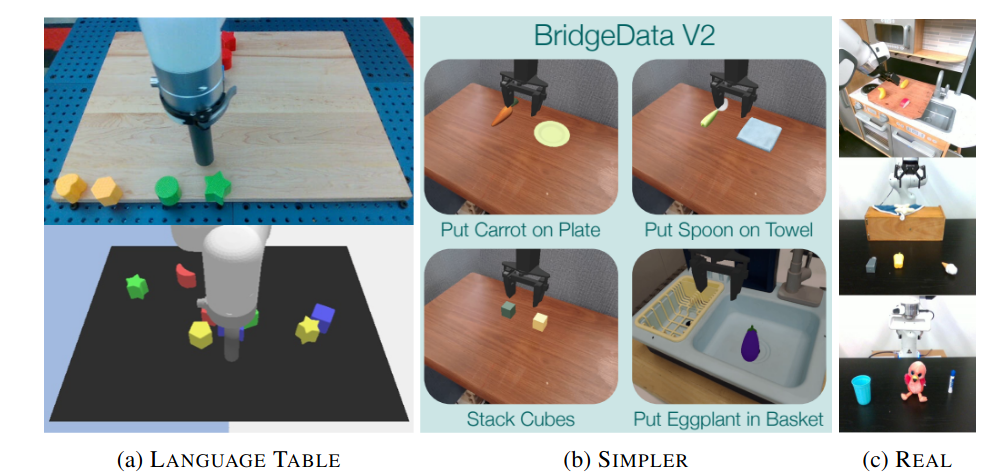 BridgeData V2
Put Carrot on Plate
Put Spoon on Towel
Stack Cubes
Put Eggplant in Basket
(a) LANGUAGE TABLE
(b) SIMPLER
(c) REAL